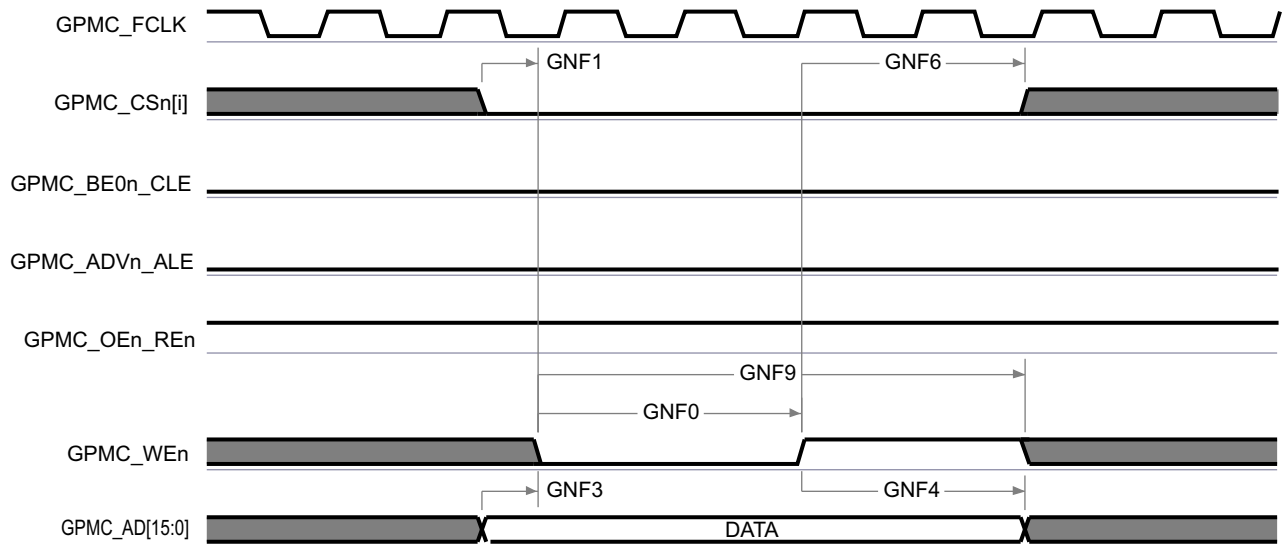 GPMC_FCLK
GNF1
GNF6
GPMC_CSn[i]
GPMC_BE0n_CLE
GPMC_ADVn_ALE
GPMC_OEn_REn
GNF9
GNF0
GPMC_WEn
GNF3
GNF4
GPMC_AD[15:0]
DATA